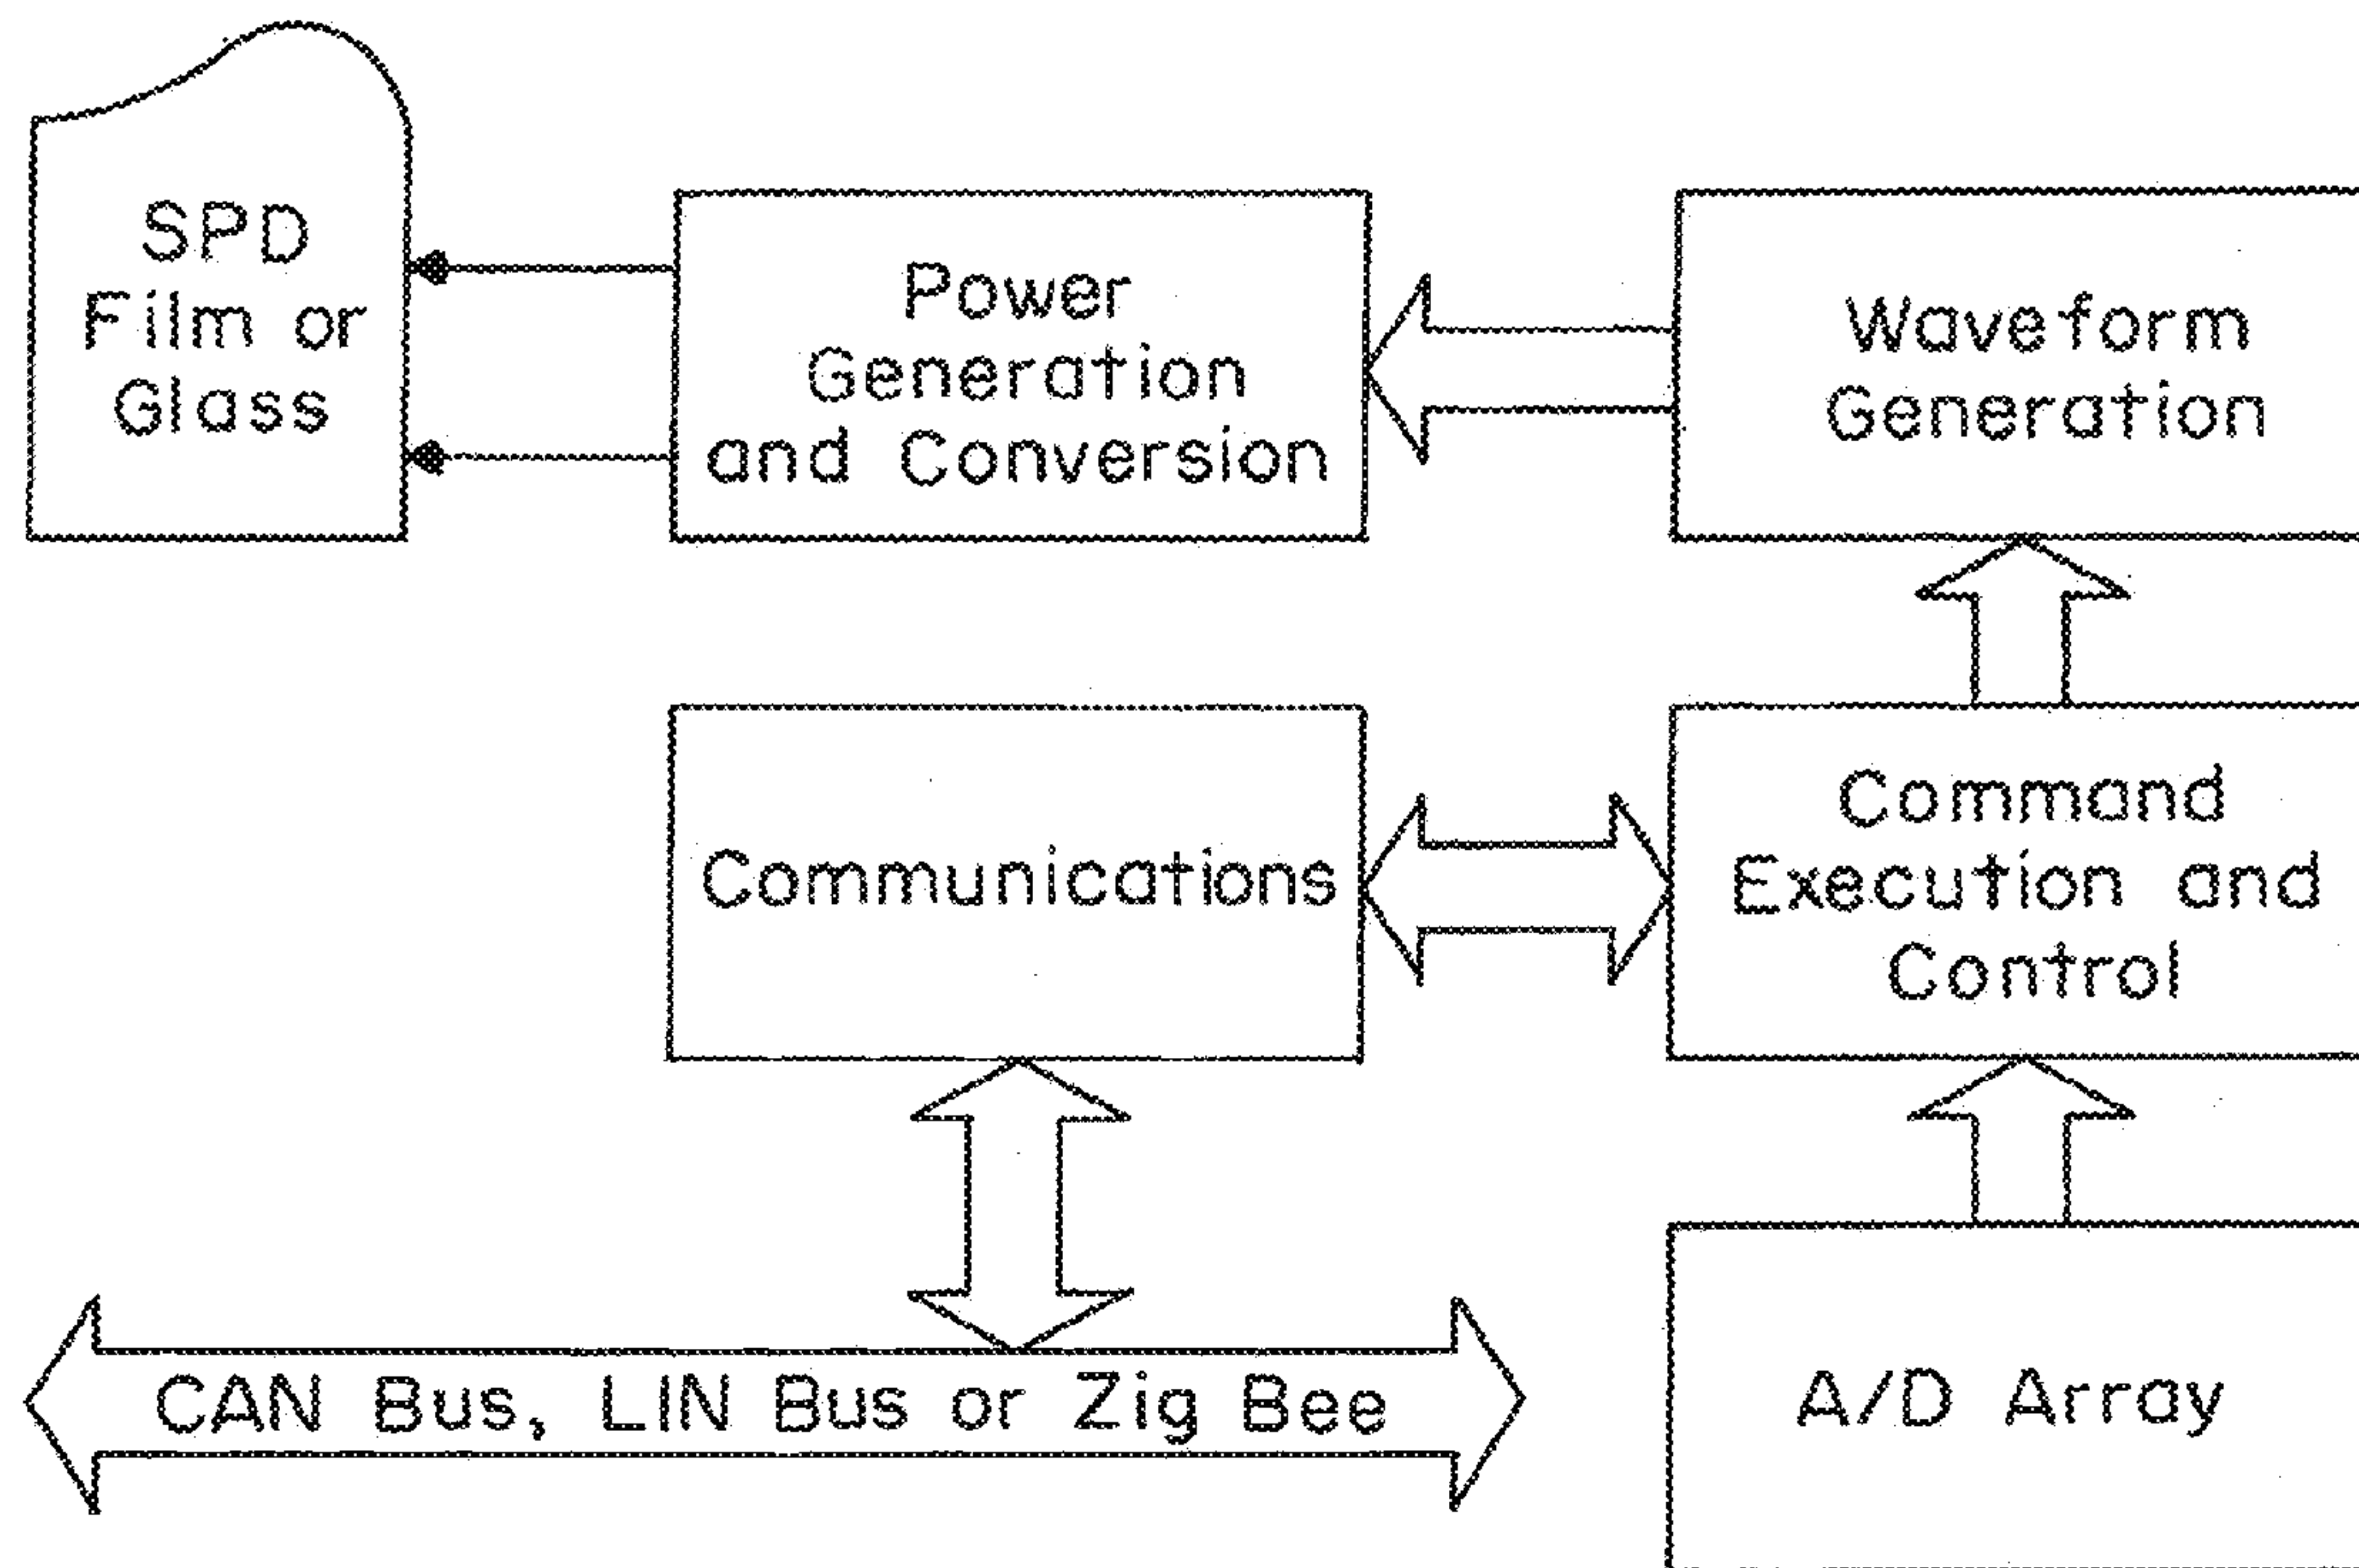 SPD
Film or
Glass
Power
Generation
and Conversion
Waveform
Generation
Communications
Command
Execution and
Control
CAN Bus, LIN Bus or Zig Bee
A/D Array